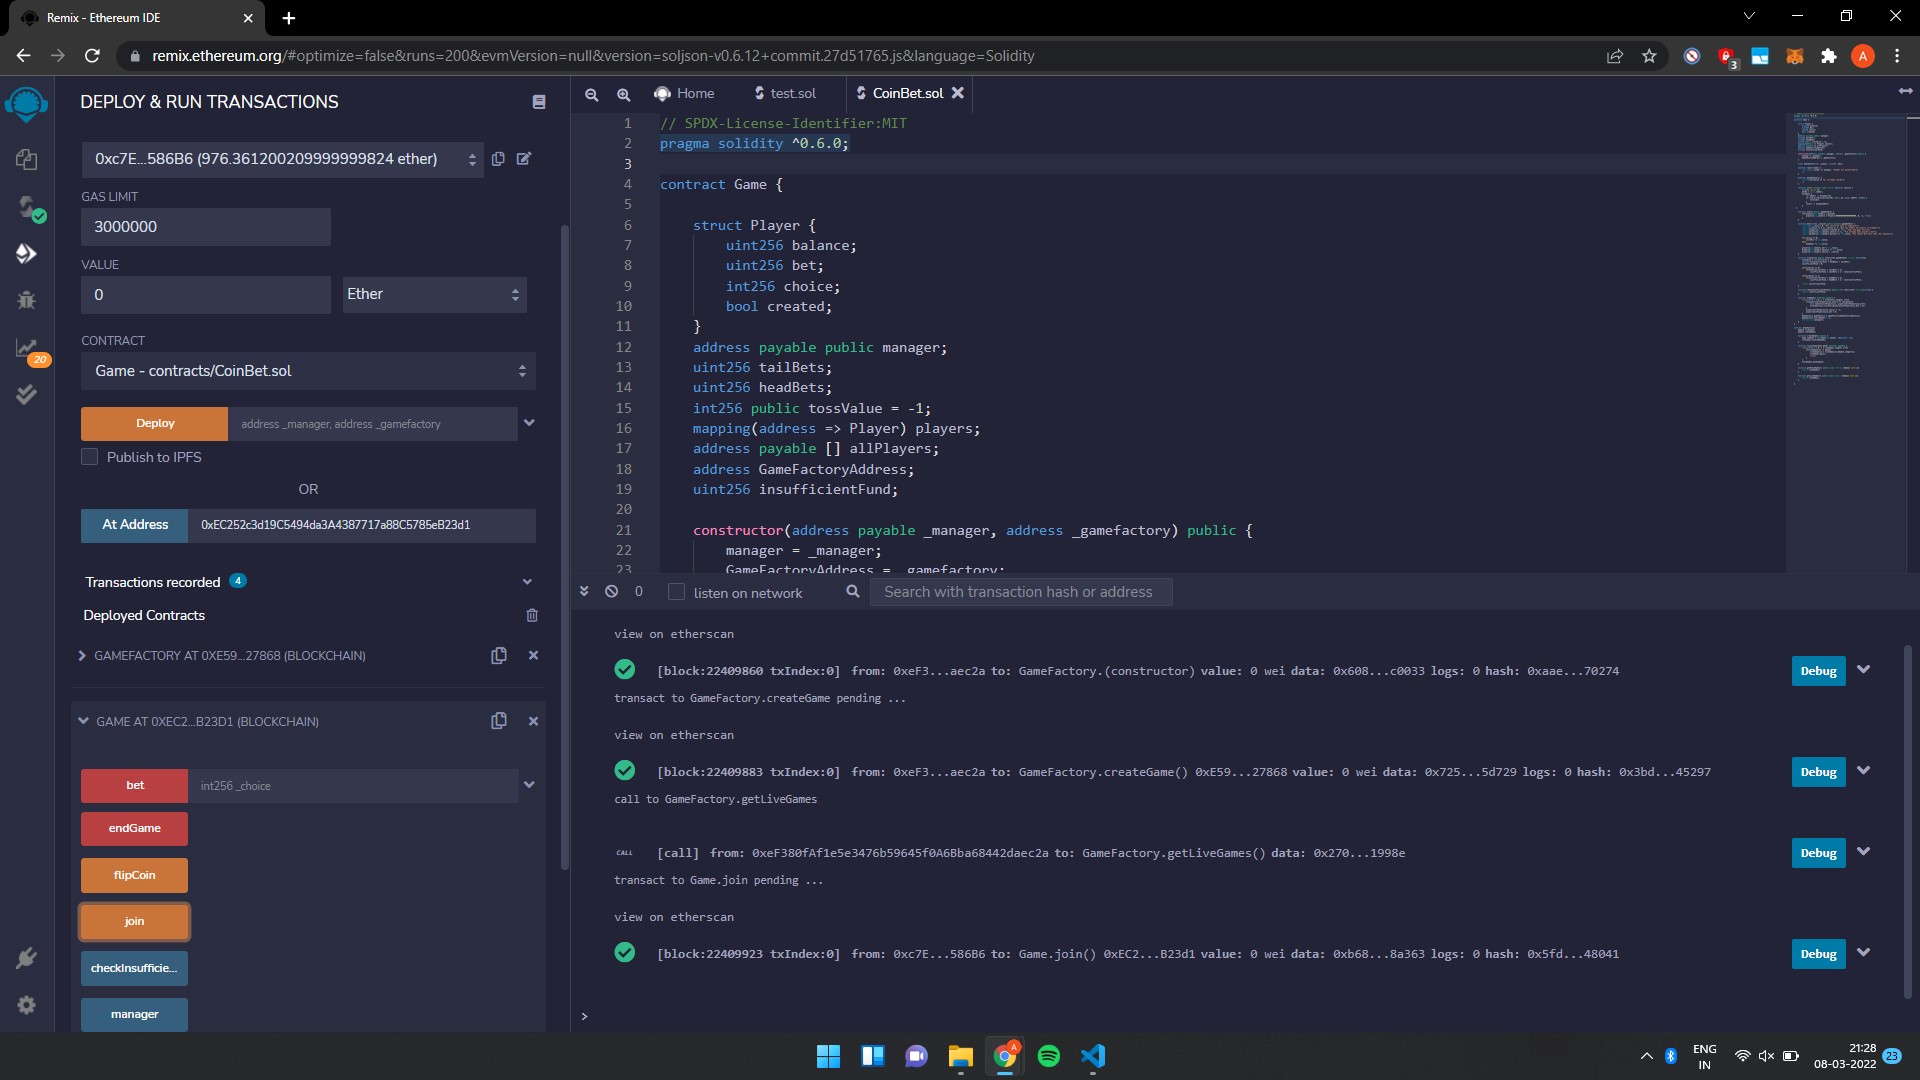 Remix - Ethereum IDE
remix.ethereum.org/#optimize=false&runs=200&evmVersion=null&version=soljson-v0.6.12+commit.27d51765.js&language=Solidity
3
A
DEPLOY & RUN TRANSACTIONS
0xc7E...586B6 (976.361200209999999824 ether)
GAS LIMIT
3000000
VALUE
0
Ether
CONTRACT
Game - contracts/CoinBet.sol
Deploy
address _manager, address _gamefactory
Publish to IPFS
OR
At Address
0xEC252c3d19C5494da3A4387717a88C5785eB23d1
Transactions recorded 4
Deployed Contracts
GAMEFACTORY AT 0XE59...27868 (BLOCKCHAIN)
GAME AT 0XEC2...B23D1 (BLOCKCHAIN)
bet
int256 _choice
endGame
flipCoin
join
checkInsufficie...
manager
20
Home
test.sol
CoinBet.sol
1 // SPDX-License-Identifier:MIT
2 pragma solidity ^0.6.0;
3
4 contract Game {
5
6 struct Player {
7 uint256 balance;
8 uint256 bet;
9 int256 choice;
10 bool created;
11 }
12 address payable public manager;
13 uint256 tailBets;
14 uint256 headBets;
15 int256 public tossValue = -1;
16 mapping(address => Player) players;
17 address payable [] allPlayers;
18 address GameFactoryAddress;
19 uint256 insufficientFund;
20
21 constructor(address payable _manager, address _gamefactory) public {
22 manager = _manager;
23 GameFactoryAddress = _gamefactory;
0
listen on network
Search with transaction hash or address
view on etherscan
[block:22409860 txIndex:0] from: 0xeF3...aec2a to: GameFactory.(constructor) value: 0 wei data: 0x608...c0033 logs: 0 hash: 0xaae...70274
Debug
transact to GameFactory.createGame pending ...
view on etherscan
[block:22409883 txIndex:0] from: 0xeF3...aec2a to: GameFactory.createGame() 0xE59...27868 value: 0 wei data: 0x725...5d729 logs: 0 hash: 0x3bd...45297
Debug
call to GameFactory.getLiveGames
CALL
[call] from: 0xeF380fAf1e5e3476b59645f0A6Bba68442daec2a to: GameFactory.getLiveGames() data: 0x270...1998e
Debug
transact to Game.join pending ...
view on etherscan
[block:22409923 txIndex:0] from: 0xc7E...586B6 to: Game.join() 0xEC2...B23d1 value: 0 wei data: 0xb68...8a363 logs: 0 hash: 0x5fd...48041
Debug
>
A
ENG
IN
21:28
08-03-2022
23